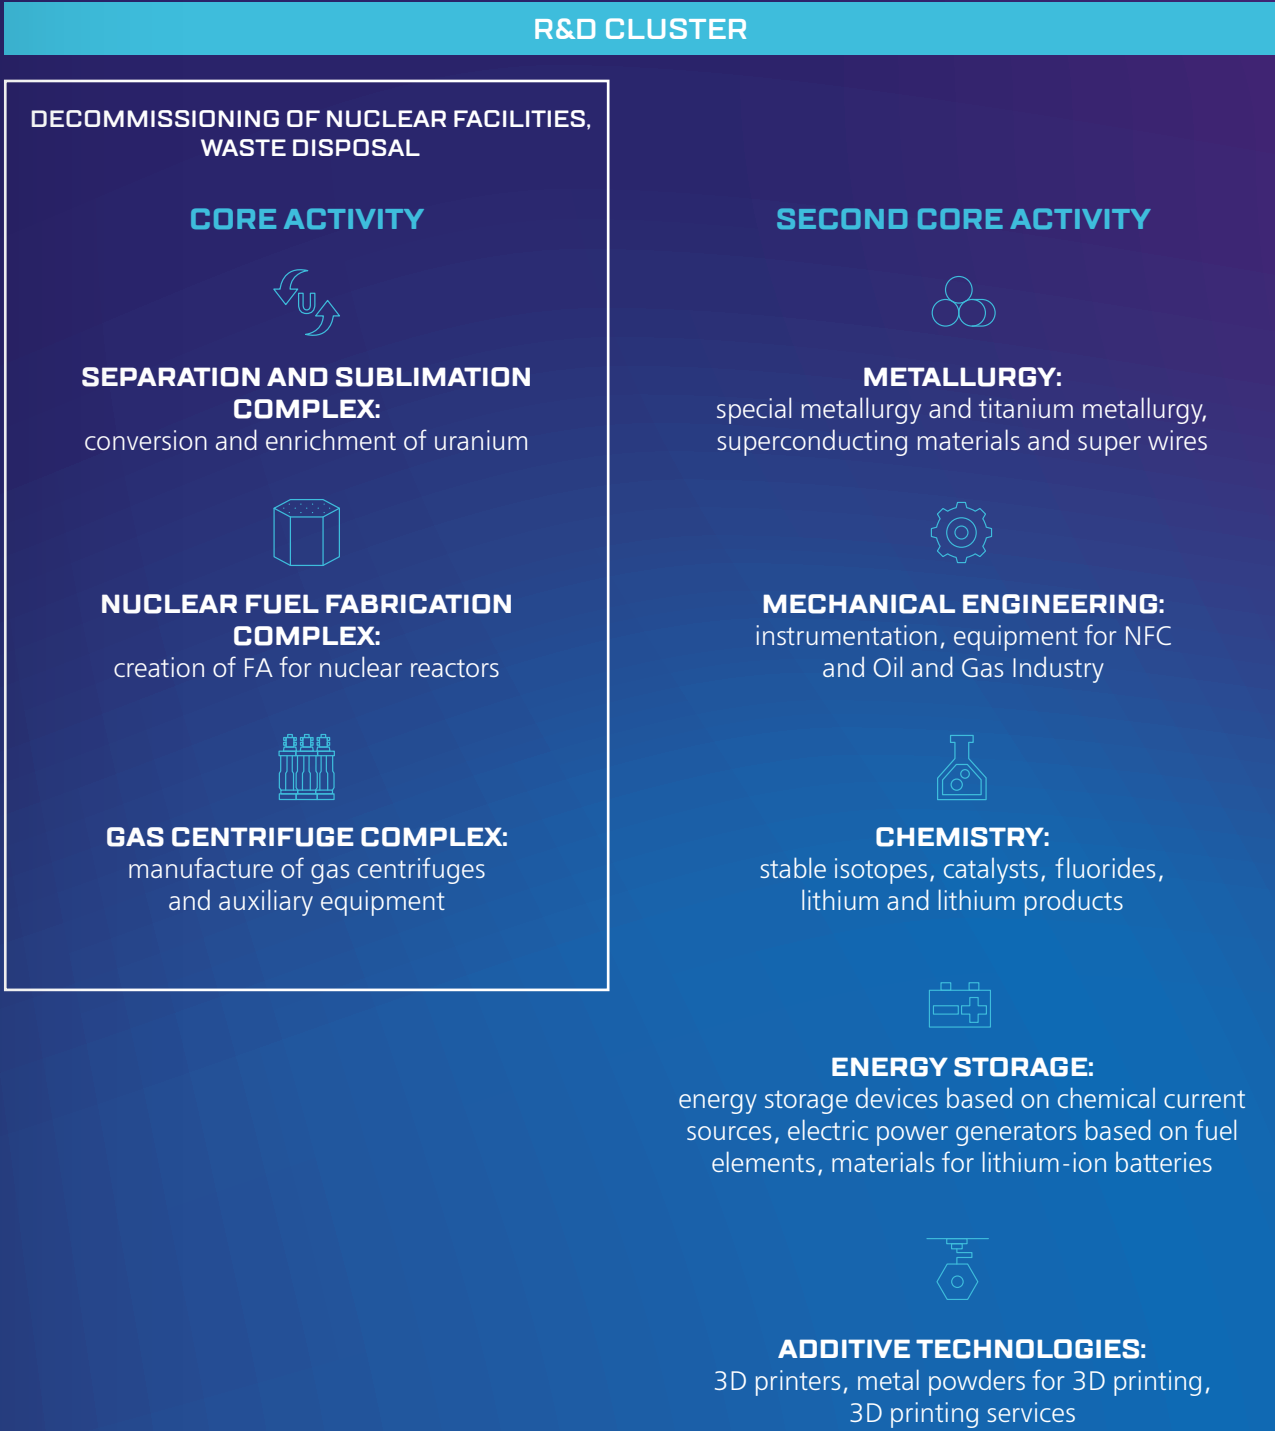 R&D CLUSTER
DECOMMISSIONING OF NUCLEAR FACILITIES,
WASTE DISPOSAL
CORE ACTIVITY
U
SEPARATION AND SUBLIMATION
COMPLEX:
conversion and enrichment of uranium
NUCLEAR FUEL FABRICATION
COMPLEX:
creation of FA for nuclear reactors
GAS CENTRIFUGE COMPLEX:
manufacture of gas centrifuges
and auxiliary equipment
SECOND CORE ACTIVITY
METALLURGY:
special metallurgy and titanium metallurgy,
superconducting materials and super wires
MECHANICAL ENGINEERING:
instrumentation, equipment for NFC
and Oil and Gas Industry
CHEMISTRY:
stable isotopes, catalysts, fluorides,
lithium and lithium products
ENERGY STORAGE:
energy storage devices based on chemical current
sources, electric power generators based on fuel
elements, materials for lithium-ion batteries
ADDITIVE TECHNOLOGIES:
3D printers, metal powders for 3D printing,
3D printing services